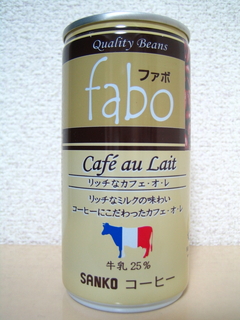 Quality Beans
fabo
ファボ
Café au Lait
リッチなカフェ・オ・レ
リッチなミルクの味わい
コーヒーにこだわったカフェ・オ・レ
牛乳25%
SANKO コーヒー